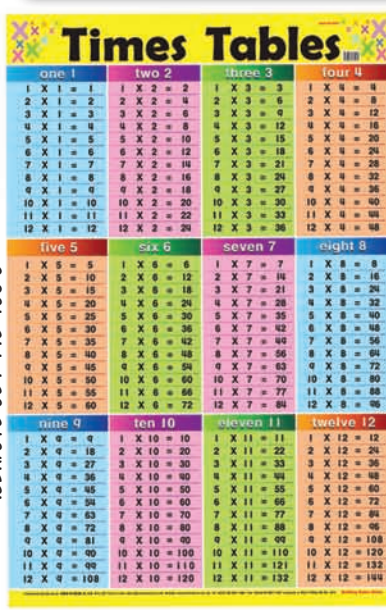 Times Tables
one 1
1 X 1 = 1
2 X 1 = 2
3 X 1 = 3
4 X 1 = 4
5 X 1 = 5
6 X 1 = 6
7 X 1 = 7
8 X 1 = 8
9 X 1 = 9
10 X 1 = 10
11 X 1 = 11
12 X 1 = 12
two 2
1 X 2 = 2
2 X 2 = 4
3 X 2 = 6
4 X 2 = 8
5 X 2 = 10
6 X 2 = 12
7 X 2 = 14
8 X 2 = 16
9 X 2 = 18
10 X 2 = 20
11 X 2 = 22
12 X 2 = 24
three 3
1 X 3 = 3
2 X 3 = 6
3 X 3 = 9
4 X 3 = 12
5 X 3 = 15
6 X 3 = 18
7 X 3 = 21
8 X 3 = 24
9 X 3 = 27
10 X 3 = 30
11 X 3 = 33
12 X 3 = 36
four 4
1 X 4 = 4
2 X 4 = 8
3 X 4 = 12
4 X 4 = 16
5 X 4 = 20
6 X 4 = 24
7 X 4 = 28
8 X 4 = 32
9 X 4 = 36
10 X 4 = 40
11 X 4 = 44
12 X 4 = 48
five 5
1 X 5 = 5
2 X 5 = 10
3 X 5 = 15
4 X 5 = 20
5 X 5 = 25
6 X 5 = 30
7 X 5 = 35
8 X 5 = 40
9 X 5 = 45
10 X 5 = 50
11 X 5 = 55
12 X 5 = 60
six 6
1 X 6 = 6
2 X 6 = 12
3 X 6 = 18
4 X 6 = 24
5 X 6 = 30
6 X 6 = 36
7 X 6 = 42
8 X 6 = 48
9 X 6 = 54
10 X 6 = 60
11 X 6 = 66
12 X 6 = 72
seven 7
1 X 7 = 7
2 X 7 = 14
3 X 7 = 21
4 X 7 = 28
5 X 7 = 35
6 X 7 = 42
7 X 7 = 49
8 X 7 = 56
9 X 7 = 63
10 X 7 = 70
11 X 7 = 77
12 X 7 = 84
eight 8
1 X 8 = 8
2 X 8 = 16
3 X 8 = 24
4 X 8 = 32
5 X 8 = 40
6 X 8 = 48
7 X 8 = 56
8 X 8 = 64
9 X 8 = 72
10 X 8 = 80
11 X 8 = 88
12 X 8 = 96
nine 9
1 X 9 = 9
2 X 9 = 18
3 X 9 = 27
4 X 9 = 36
5 X 9 = 45
6 X 9 = 54
7 X 9 = 63
8 X 9 = 72
9 X 9 = 81
10 X 9 = 90
11 X 9 = 99
12 X 9 = 108
ten 10
1 X 10 = 10
2 X 10 = 20
3 X 10 = 30
4 X 10 = 40
5 X 10 = 50
6 X 10 = 60
7 X 10 = 70
8 X 10 = 80
9 X 10 = 90
10 X 10 = 100
11 X 10 = 110
12 X 10 = 120
eleven 11
1 X 11 = 11
2 X 11 = 22
3 X 11 = 33
4 X 11 = 44
5 X 11 = 55
6 X 11 = 66
7 X 11 = 77
8 X 11 = 88
9 X 11 = 99
10 X 11 = 110
11 X 11 = 121
12 X 11 = 132
twelve 12
1 X 12 = 12
2 X 12 = 24
3 X 12 = 36
4 X 12 = 48
5 X 12 = 60
6 X 12 = 72
7 X 12 = 84
8 X 12 = 96
9 X 12 = 108
10 X 12 = 120
11 X 12 = 132
12 X 12 = 144